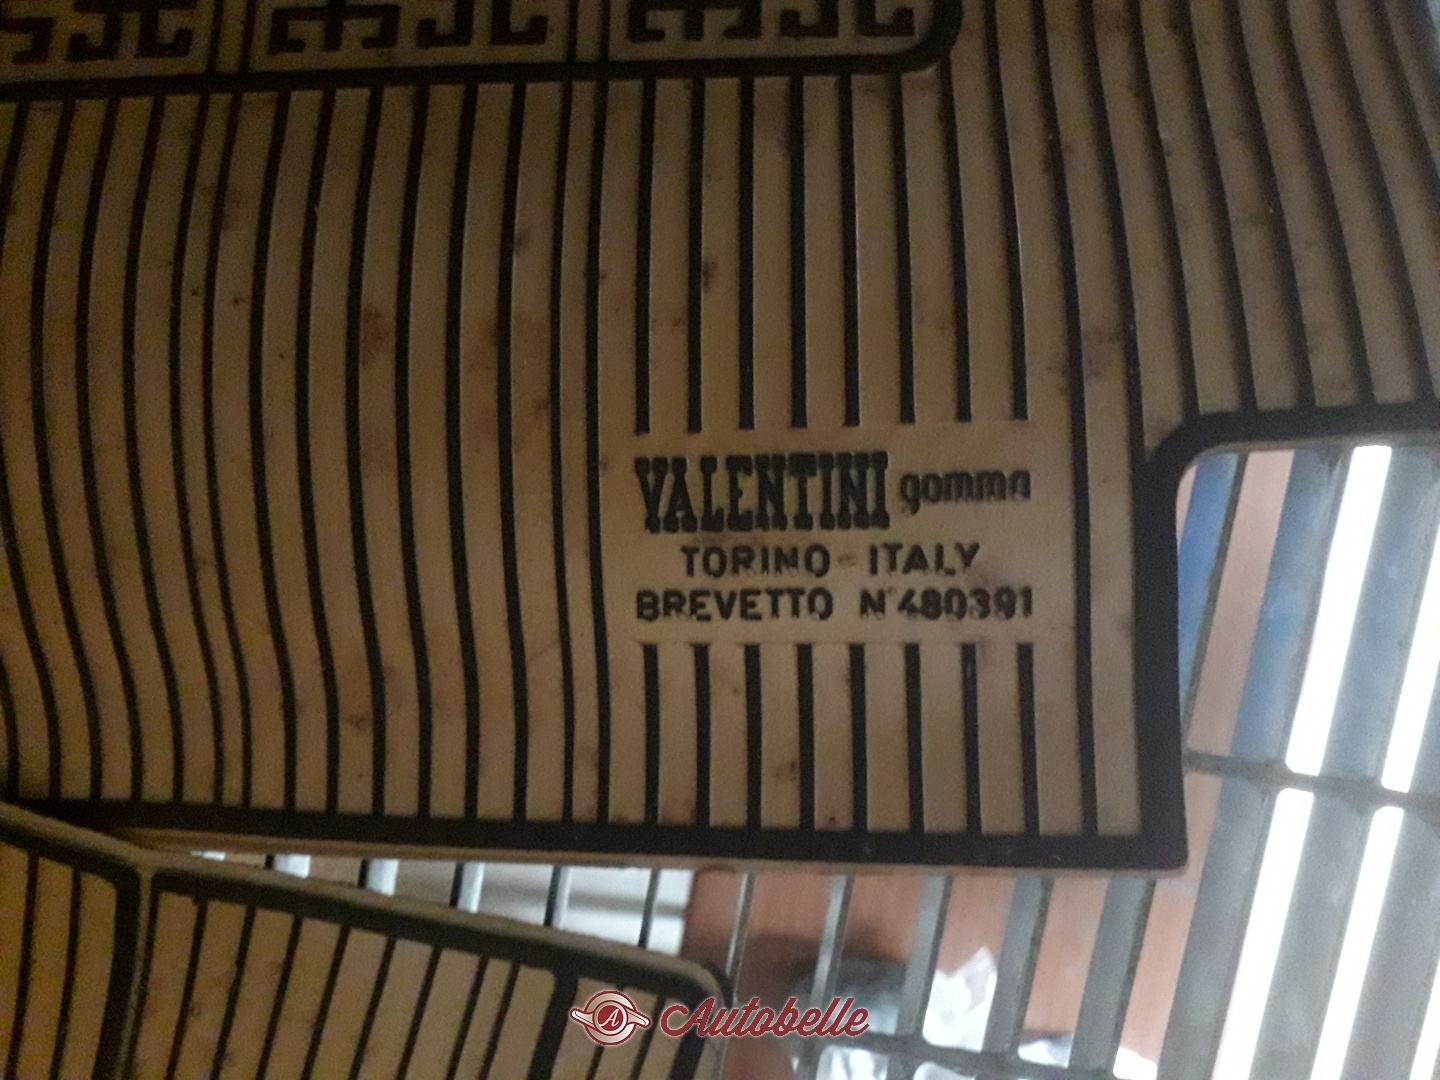 VALENTINI gomma
TORINO - ITALY
BREVETTO N°480391
A Autobelle